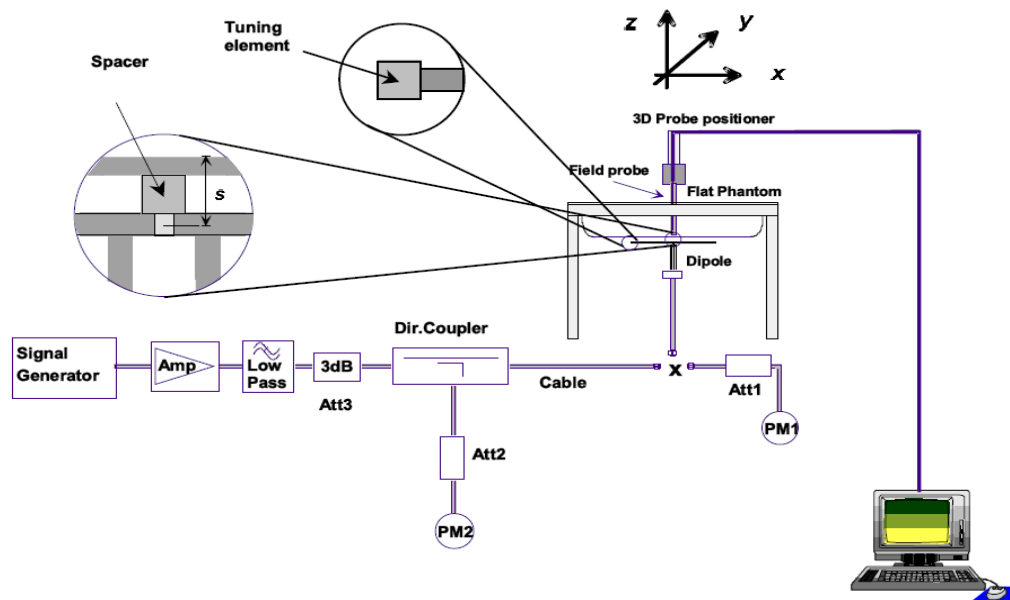 Tuning
element
Spacer
s
z
y
x
3D Probe positioner
Field probe
Flat Phantom
Dipole
Signal
Generator
Amp
Low
Pass
3dB
Att3
Dir.Coupler
Cable
x
Att1
PM1
Att2
PM2